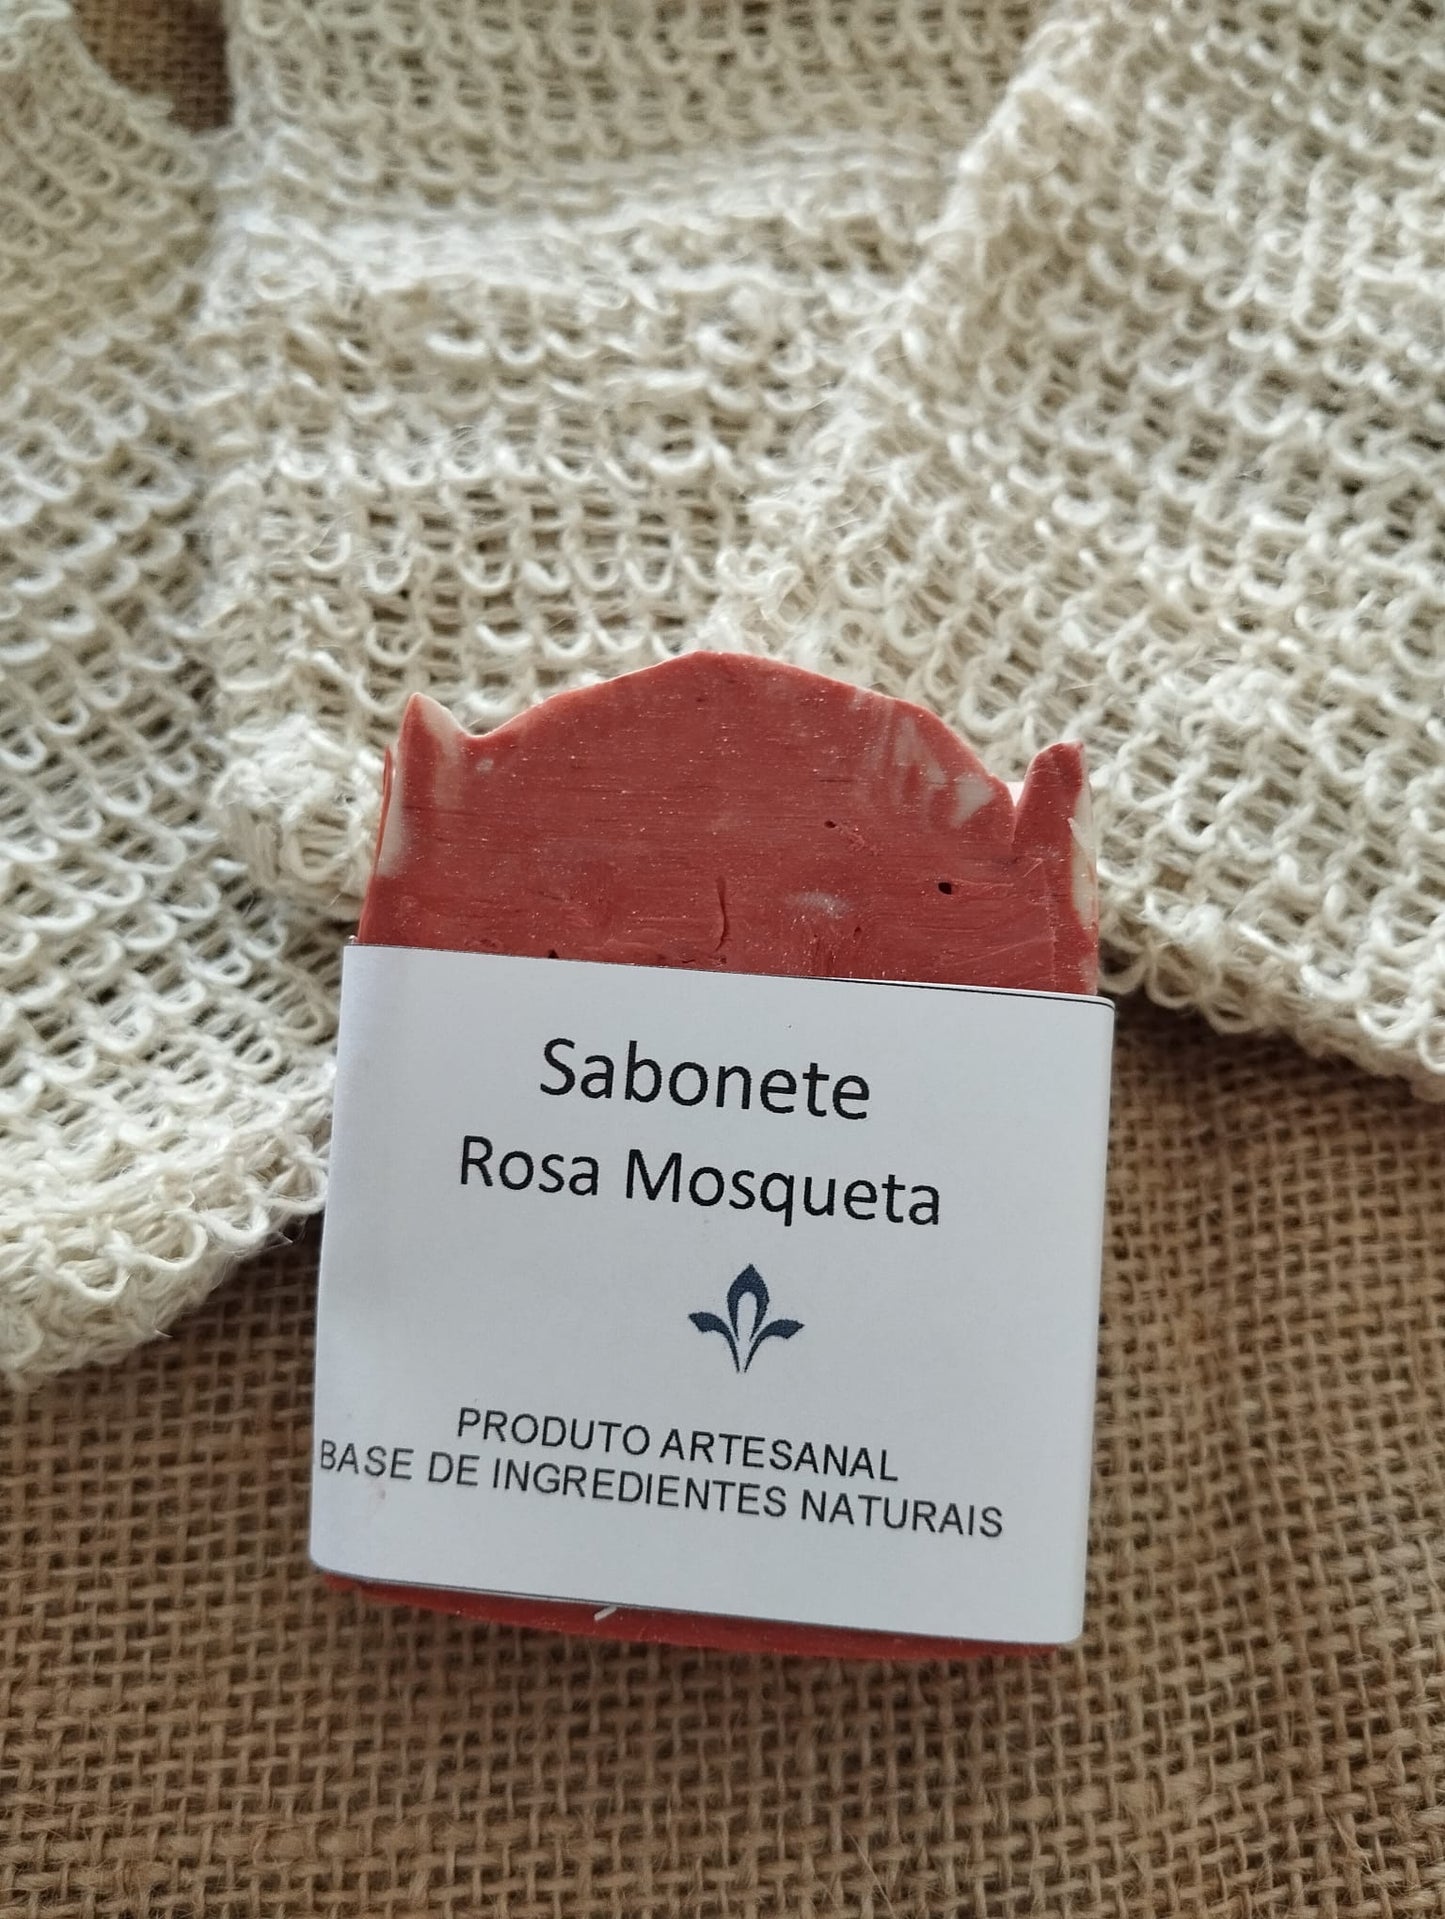 Sabonete
Rosa Mosqueta
PRODUTO ARTESANAL
BASE DE INGREDIENTES NATURAIS